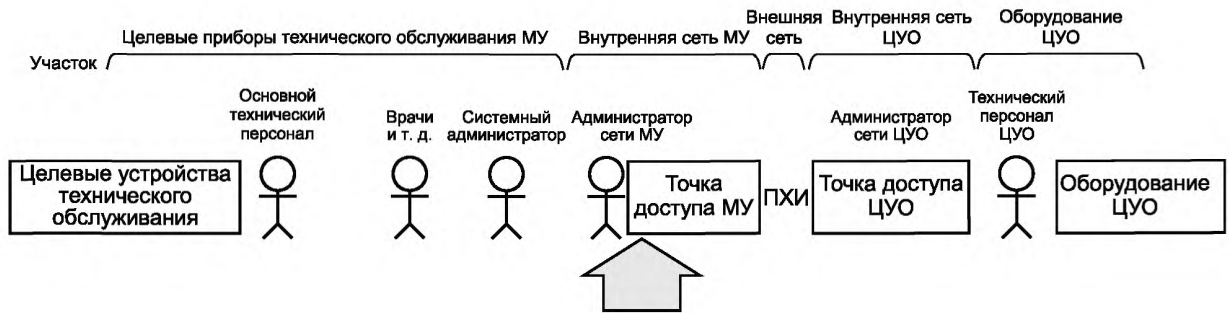 Целевые приборы технического обслуживания МУ
Внутренняя сеть МУ
Внешняя
сеть
Внутренняя сеть
ЦУО
Оборудование
ЦУО
Участок
Основной
технический
персонал
Врачи
и т. д.
Системный
администратор
Администратор
сети МУ
Администратор
сети ЦУО
Технический
персонал
ЦУО
Целевые устройства
технического
обслуживания
Точка
доступа МУ
ПХИ
Точка доступа
ЦУО
Оборудование
ЦУО